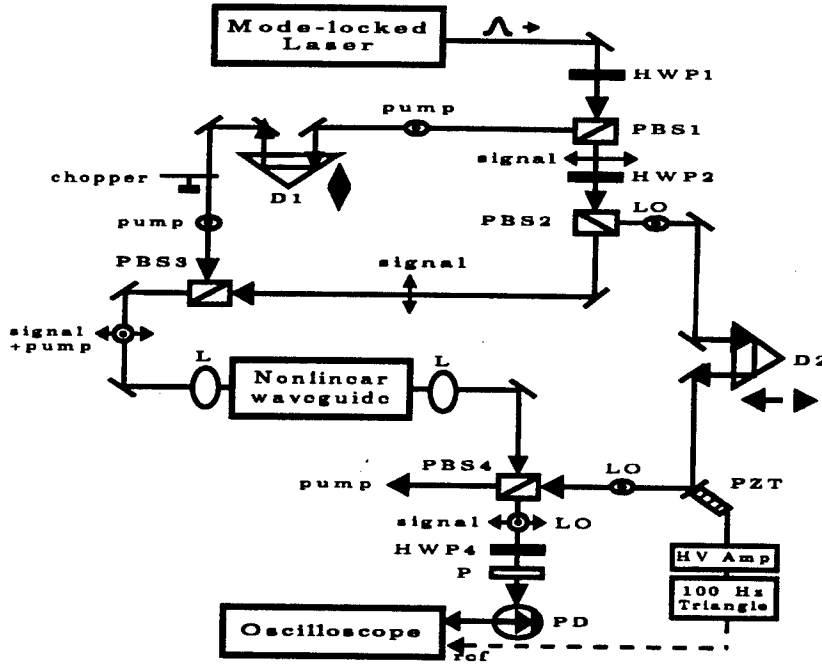 Mode-locked
Laser
HWP1
pump
PBS1
signal
HWP2
chopper
D1
pump
PBS2
LO
PBS3
signal
signal
+pump
D2
L
Nonlinear
waveguide
L
PBS4
pump
LO
PZT
signal
LO
HWP4
HV Amp
P
100 Hz
Triangle
PD
Oscilloscope
ref